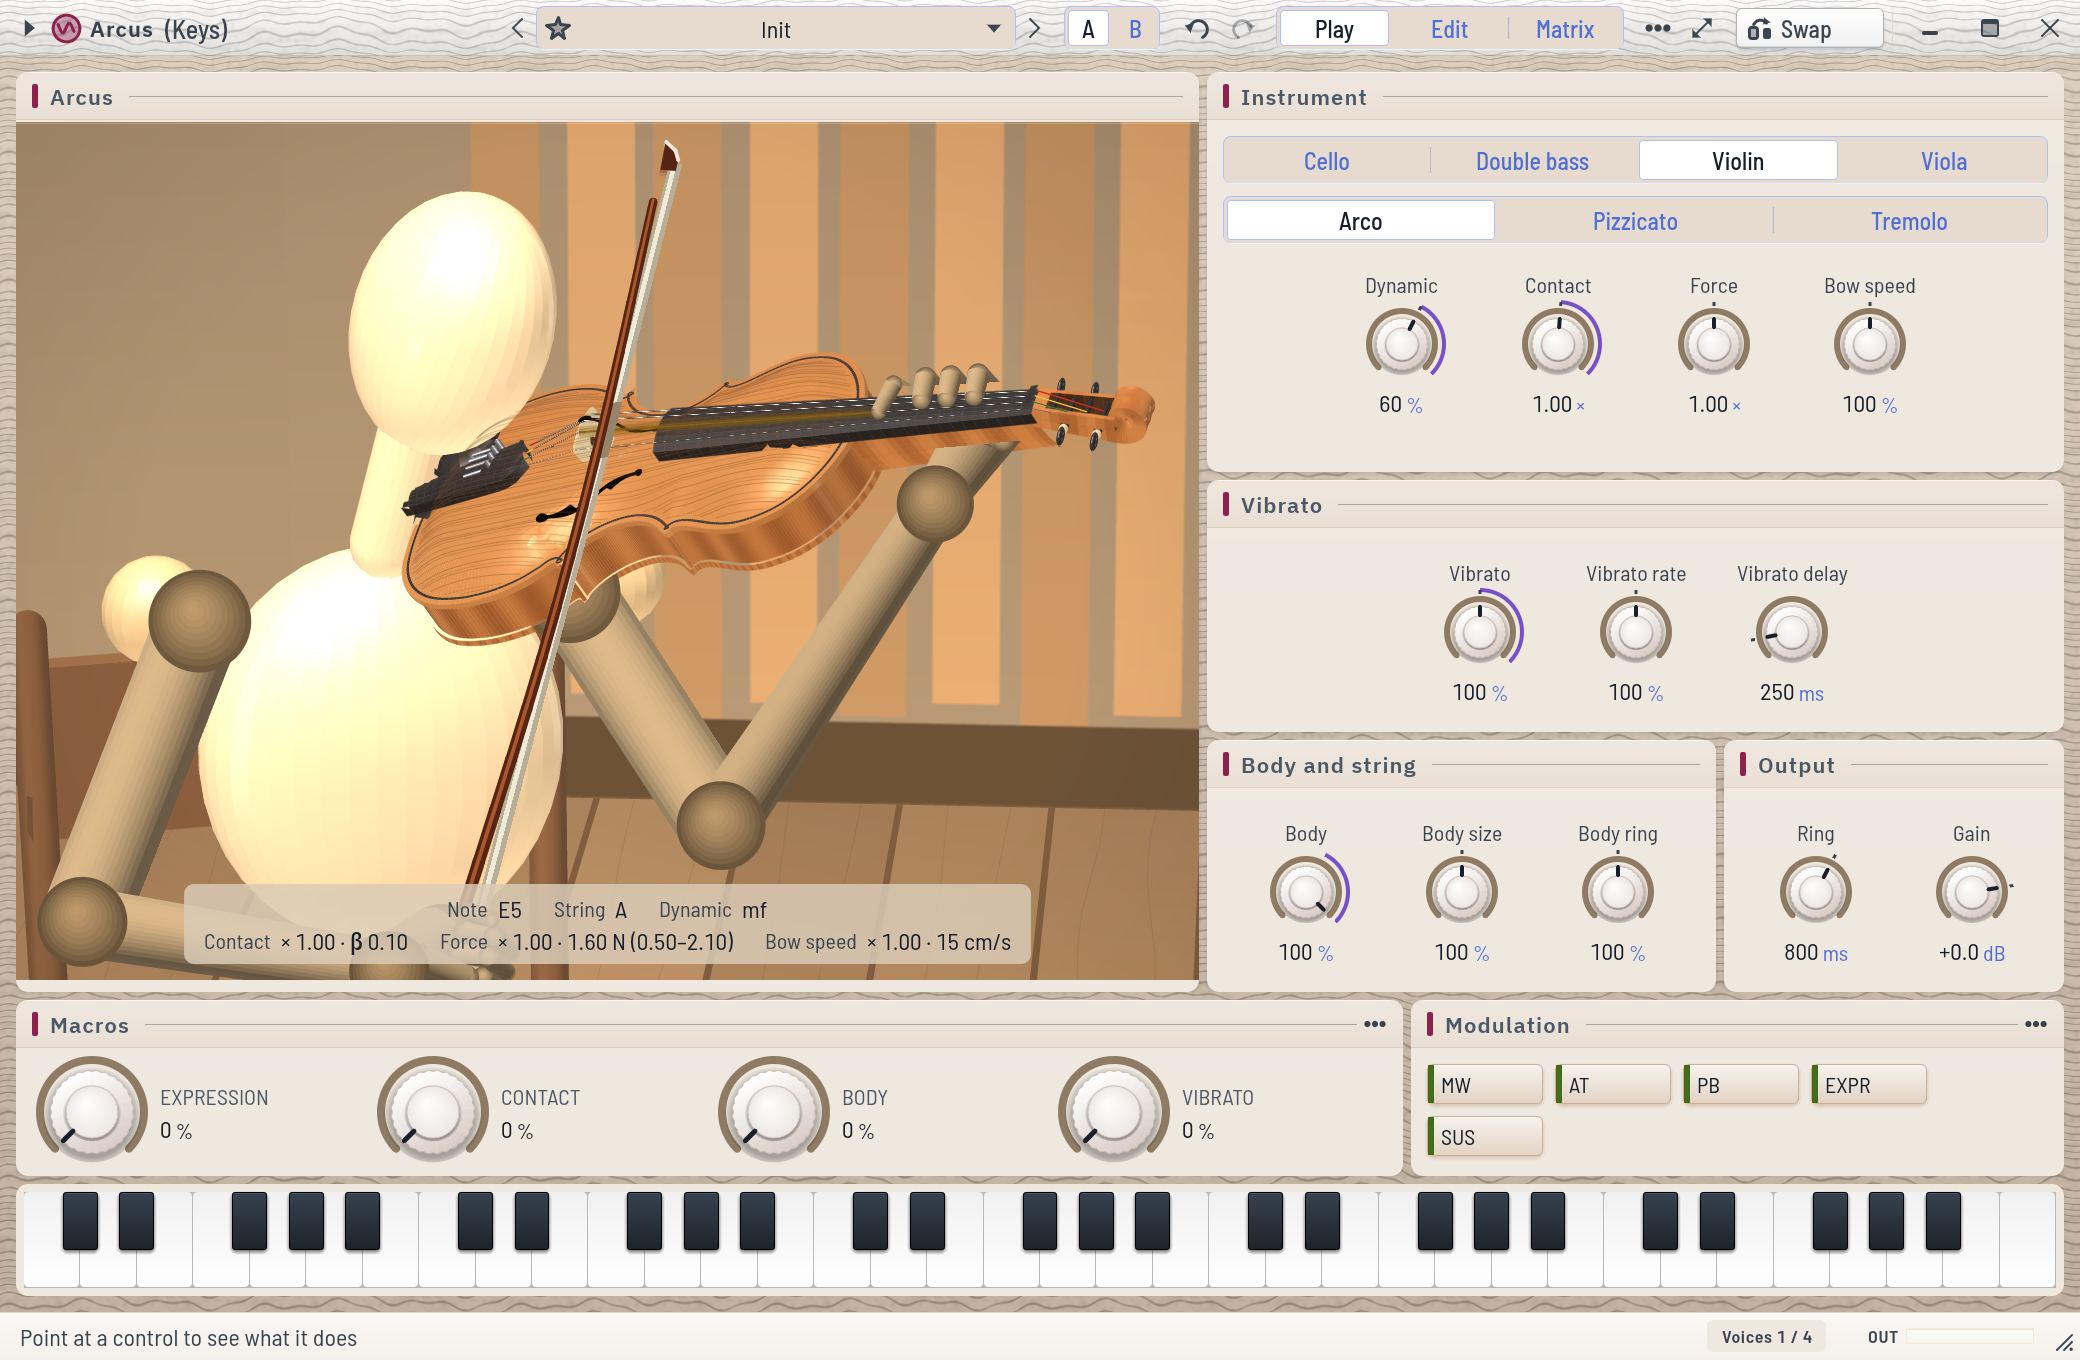 Arcus (Keys)
Init
A B
Play Edit Matrix
Swap
Arcus
Note E5 String A Dynamic mf
Contact × 1.00 · β 0.10 Force × 1.00 · 1.60 N (0.50–2.10) Bow speed × 1.00 · 15 cm/s
Instrument
Cello Double bass Violin Viola
Arco Pizzicato Tremolo
Dynamic Contact Force Bow speed
60 % 1.00 × 1.00 × 100 %
Vibrato
Vibrato Vibrato rate Vibrato delay
100 % 100 % 250 ms
Body and string
Body Body size Body ring
100 % 100 % 100 %
Output
Ring Gain
800 ms +0.0 dB
Macros
EXPRESSION
0 %
CONTACT
0 %
BODY
0 %
VIBRATO
0 %
Modulation
MW AT PB EXPR
SUS
Point at a control to see what it does
Voices 1 / 4 OUT